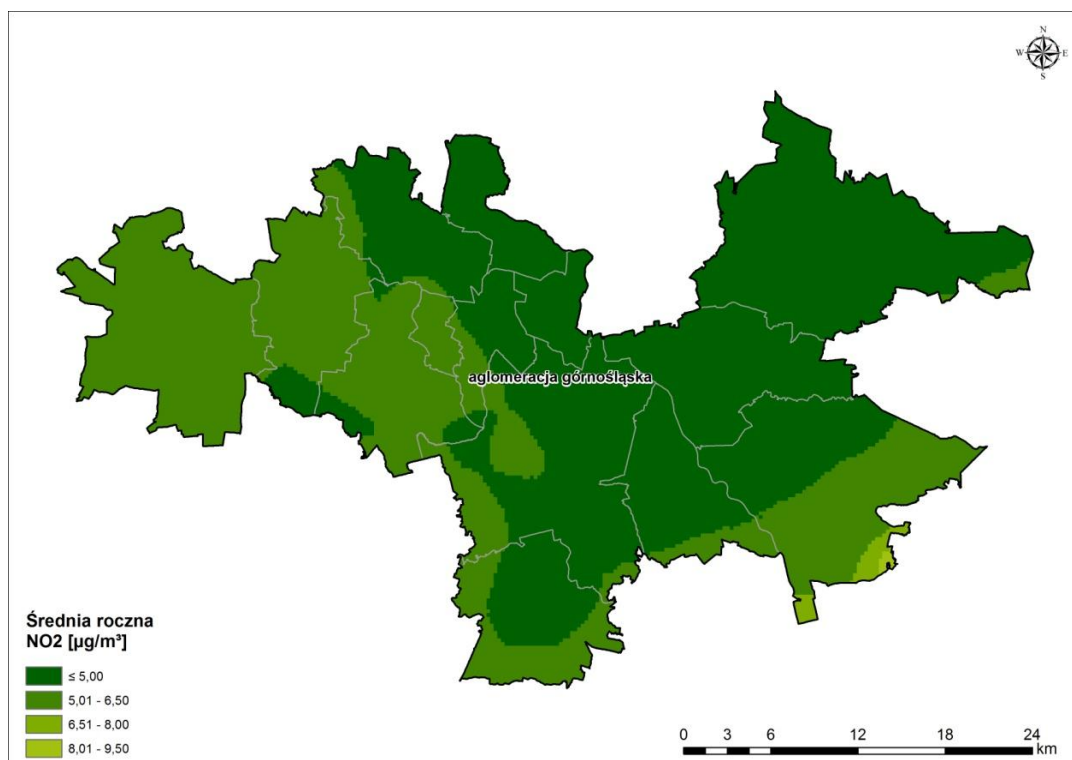 N
W E
S
aglomeracja górnośląska
Średnia roczna
NO2 [µg/m³]
≤ 5,00
5,01 - 6,50
6,51 - 8,00
8,01 - 9,50
0 3 6 12 18 24
km